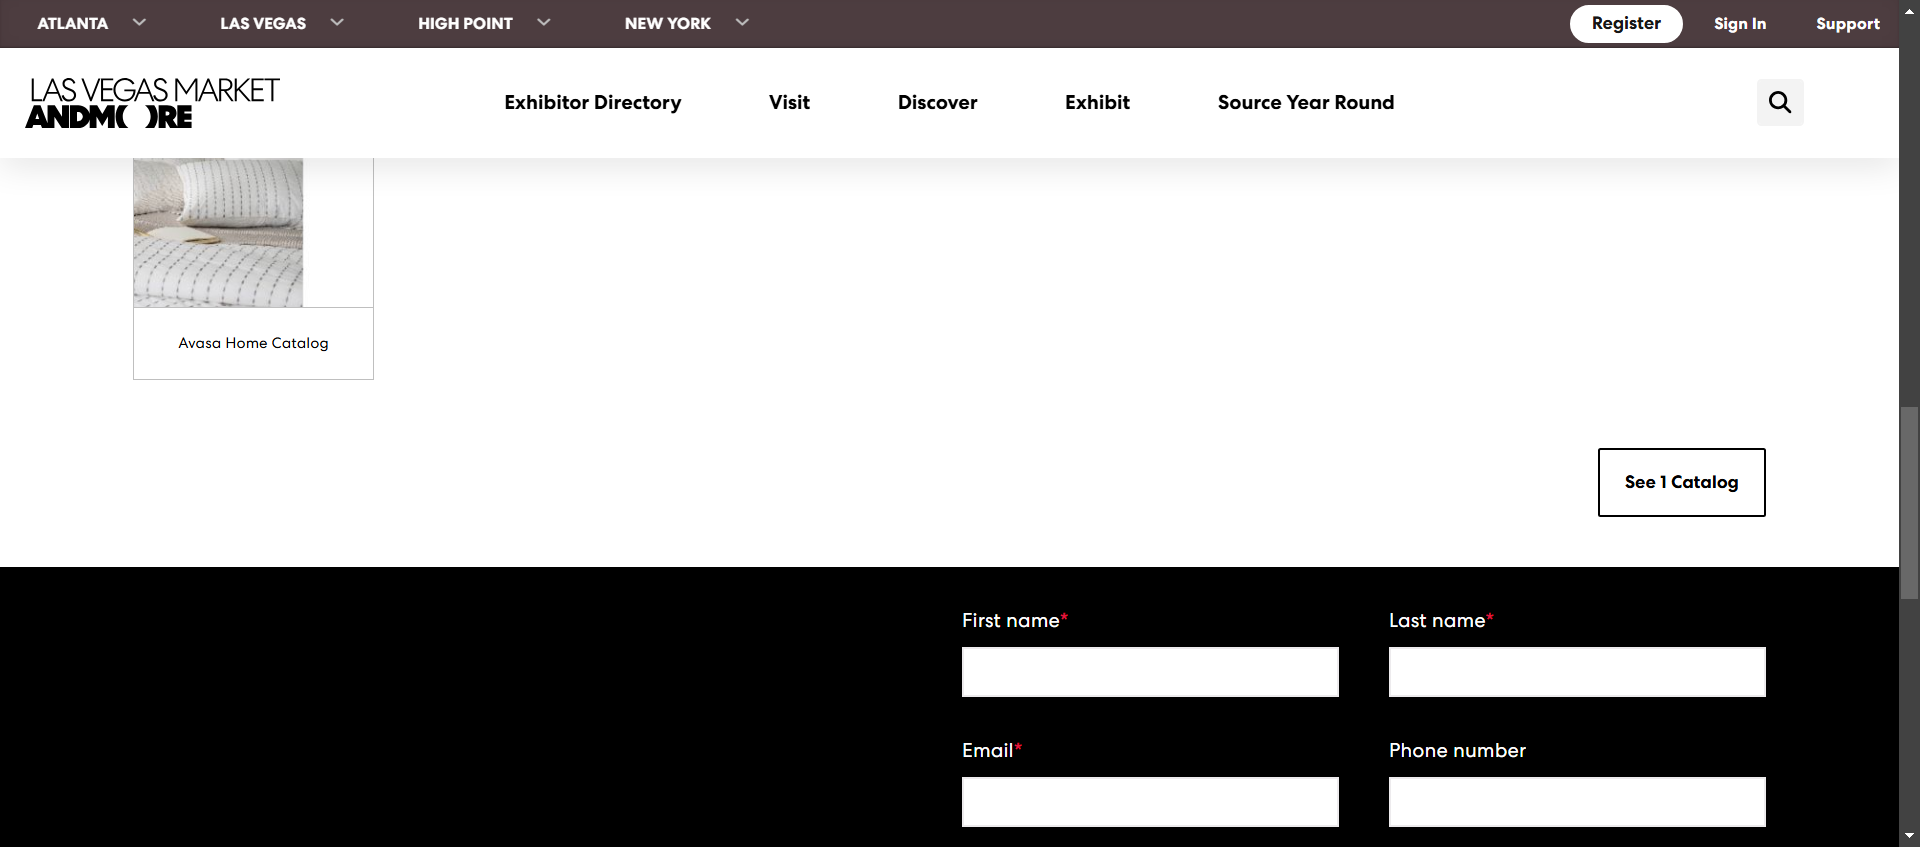 ATLANTA LAS VEGAS HIGH POINT NEW YORK Register Sign In Support
LAS VEGAS MARKET
ANDMORE
Exhibitor Directory Visit Discover Exhibit Source Year Round
Avasa Home Catalog
See 1 Catalog
First name* Last name*
Email* Phone number